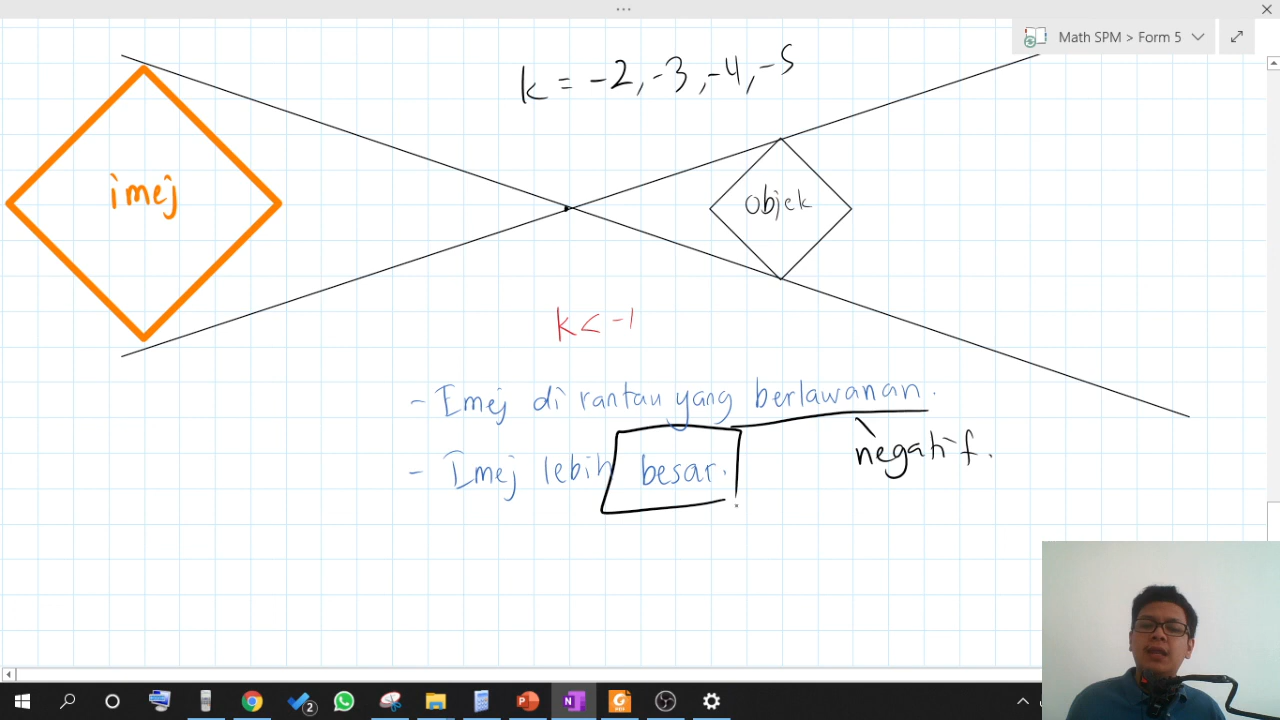 Math SPM > Form 5
k = -2, -3, -4, -5
imej
objek
k < -1
- Imej di rantau yang berlawanan.
negatif.
- Imej lebih besar.
2